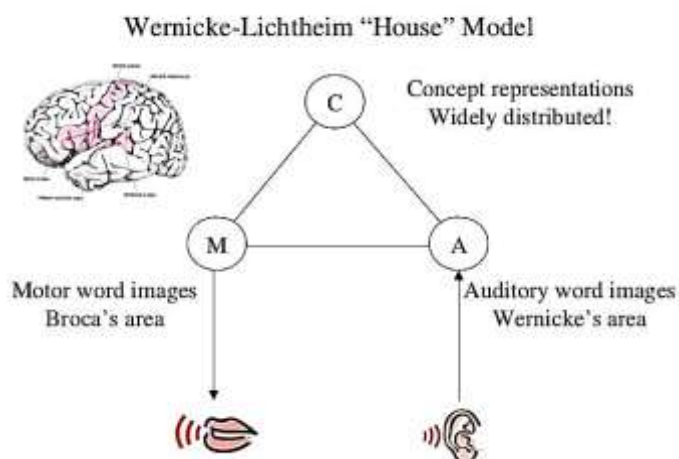 Wernicke-Lichtheim “House” Model
C
Concept representations
Widely distributed!
M
A
Motor word images
Broca’s area
Auditory word images
Wernicke’s area